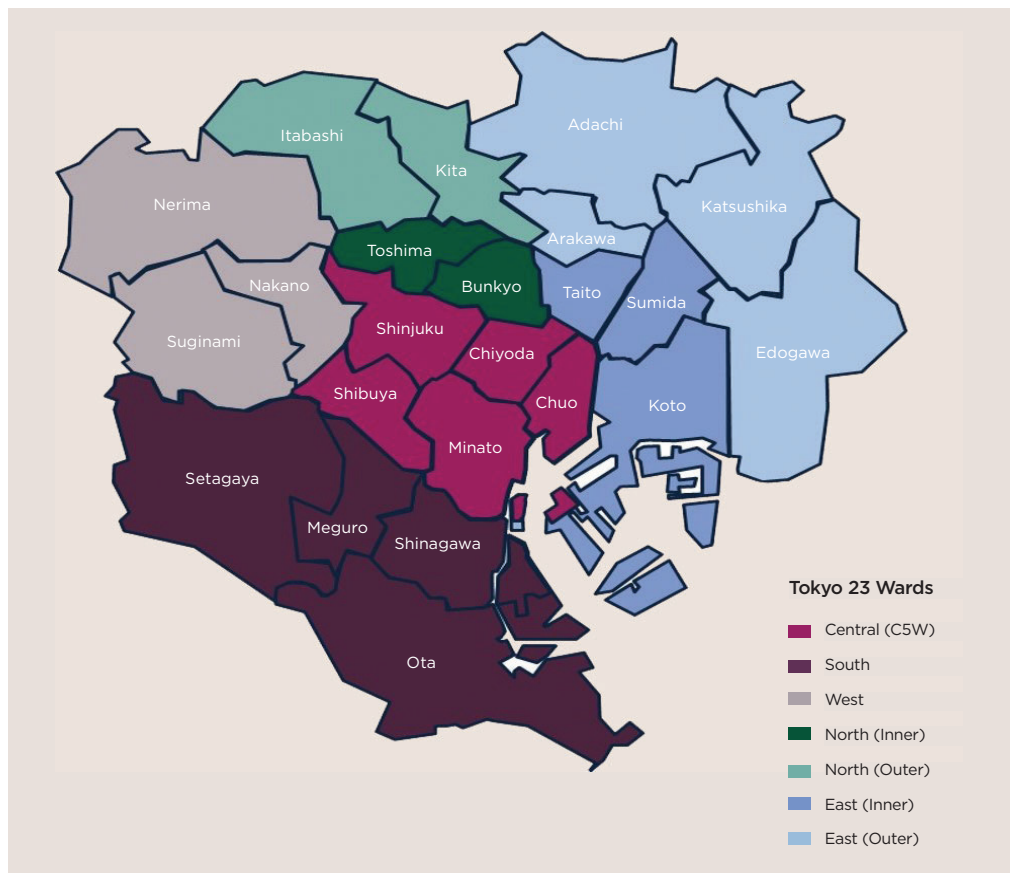 Adachi
Itabashi
Kita
Nerima
Katsushika
Arakawa
Toshima
Nakano
Bunkyo
Taito
Sumida
Shinjuku
Suginami
Chiyoda
Edogawa
Shibuya
Chuo
Koto
Minato
Setagaya
Meguro
Shinagawa
Ota
Tokyo 23 Wards
Central (C5W)
South
West
North (Inner)
North (Outer)
East (Inner)
East (Outer)